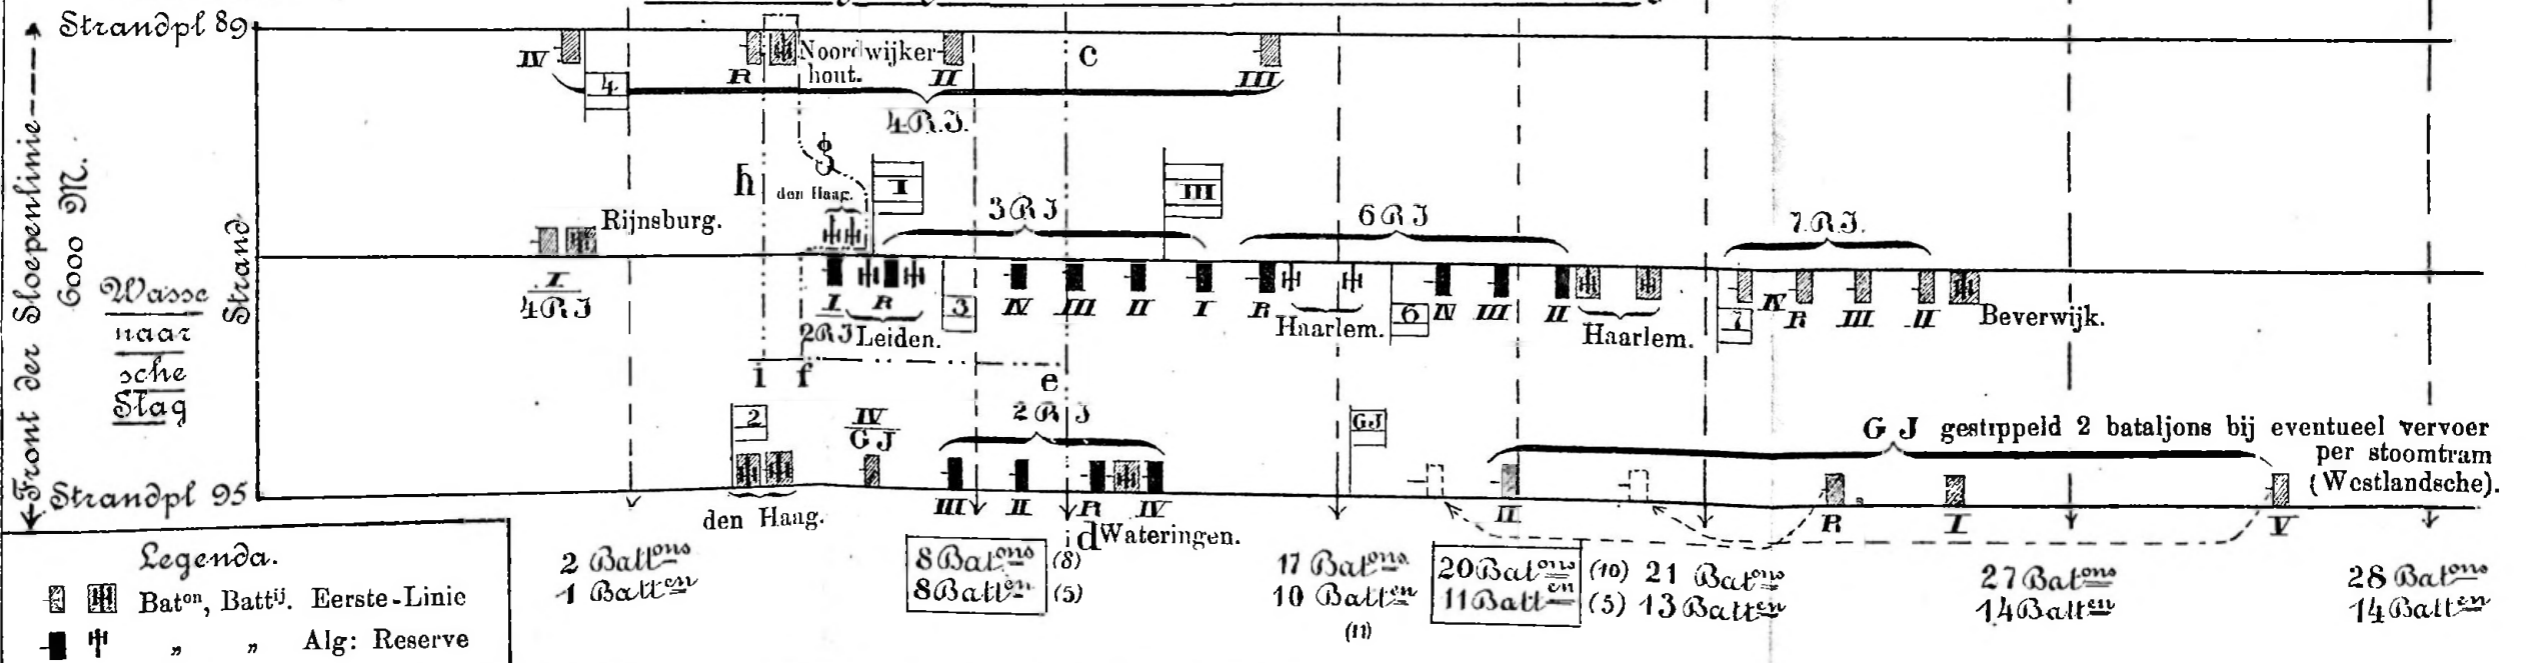 Strandpl 89
IV
4
R
Noordwijker-
hout.
II
c
III
4 R.J.
Front der Sloepenlinie
6000 M.
Strand
h
g
den Haag.
I
III
3 R J
6 R J
7 R.J.
Rijnsburg.
I
4 R J
Wasse
naar
sche
Slag
I
2 R J
R
Leiden.
3
IV
III
II
I
R
Haarlem.
6
IV
III
II
Haarlem.
7
IV
R
III
II
Beverwijk.
i
f
e
2
IV
G J
2 R J
GJ
G J gestippeld 2 bataljons bij eventueel vervoer
per stoomtram
(Westlandsche).
Strandpl 95
den Haag.
III
II
R
IV
d
Wateringen.
II
R
I
V
2 Batons
1 Batten
8 Batons (8)
8 Batten (5)
17 Batons
10 Batten
(11)
20 Batons (10)
11 Batten (5)
21 Batons
13 Batten
27 Batons
14 Batten
28 Batons
14 Batten
Legenda.
Baton, Battij. Eerste-Linie
„ „ Alg: Reserve